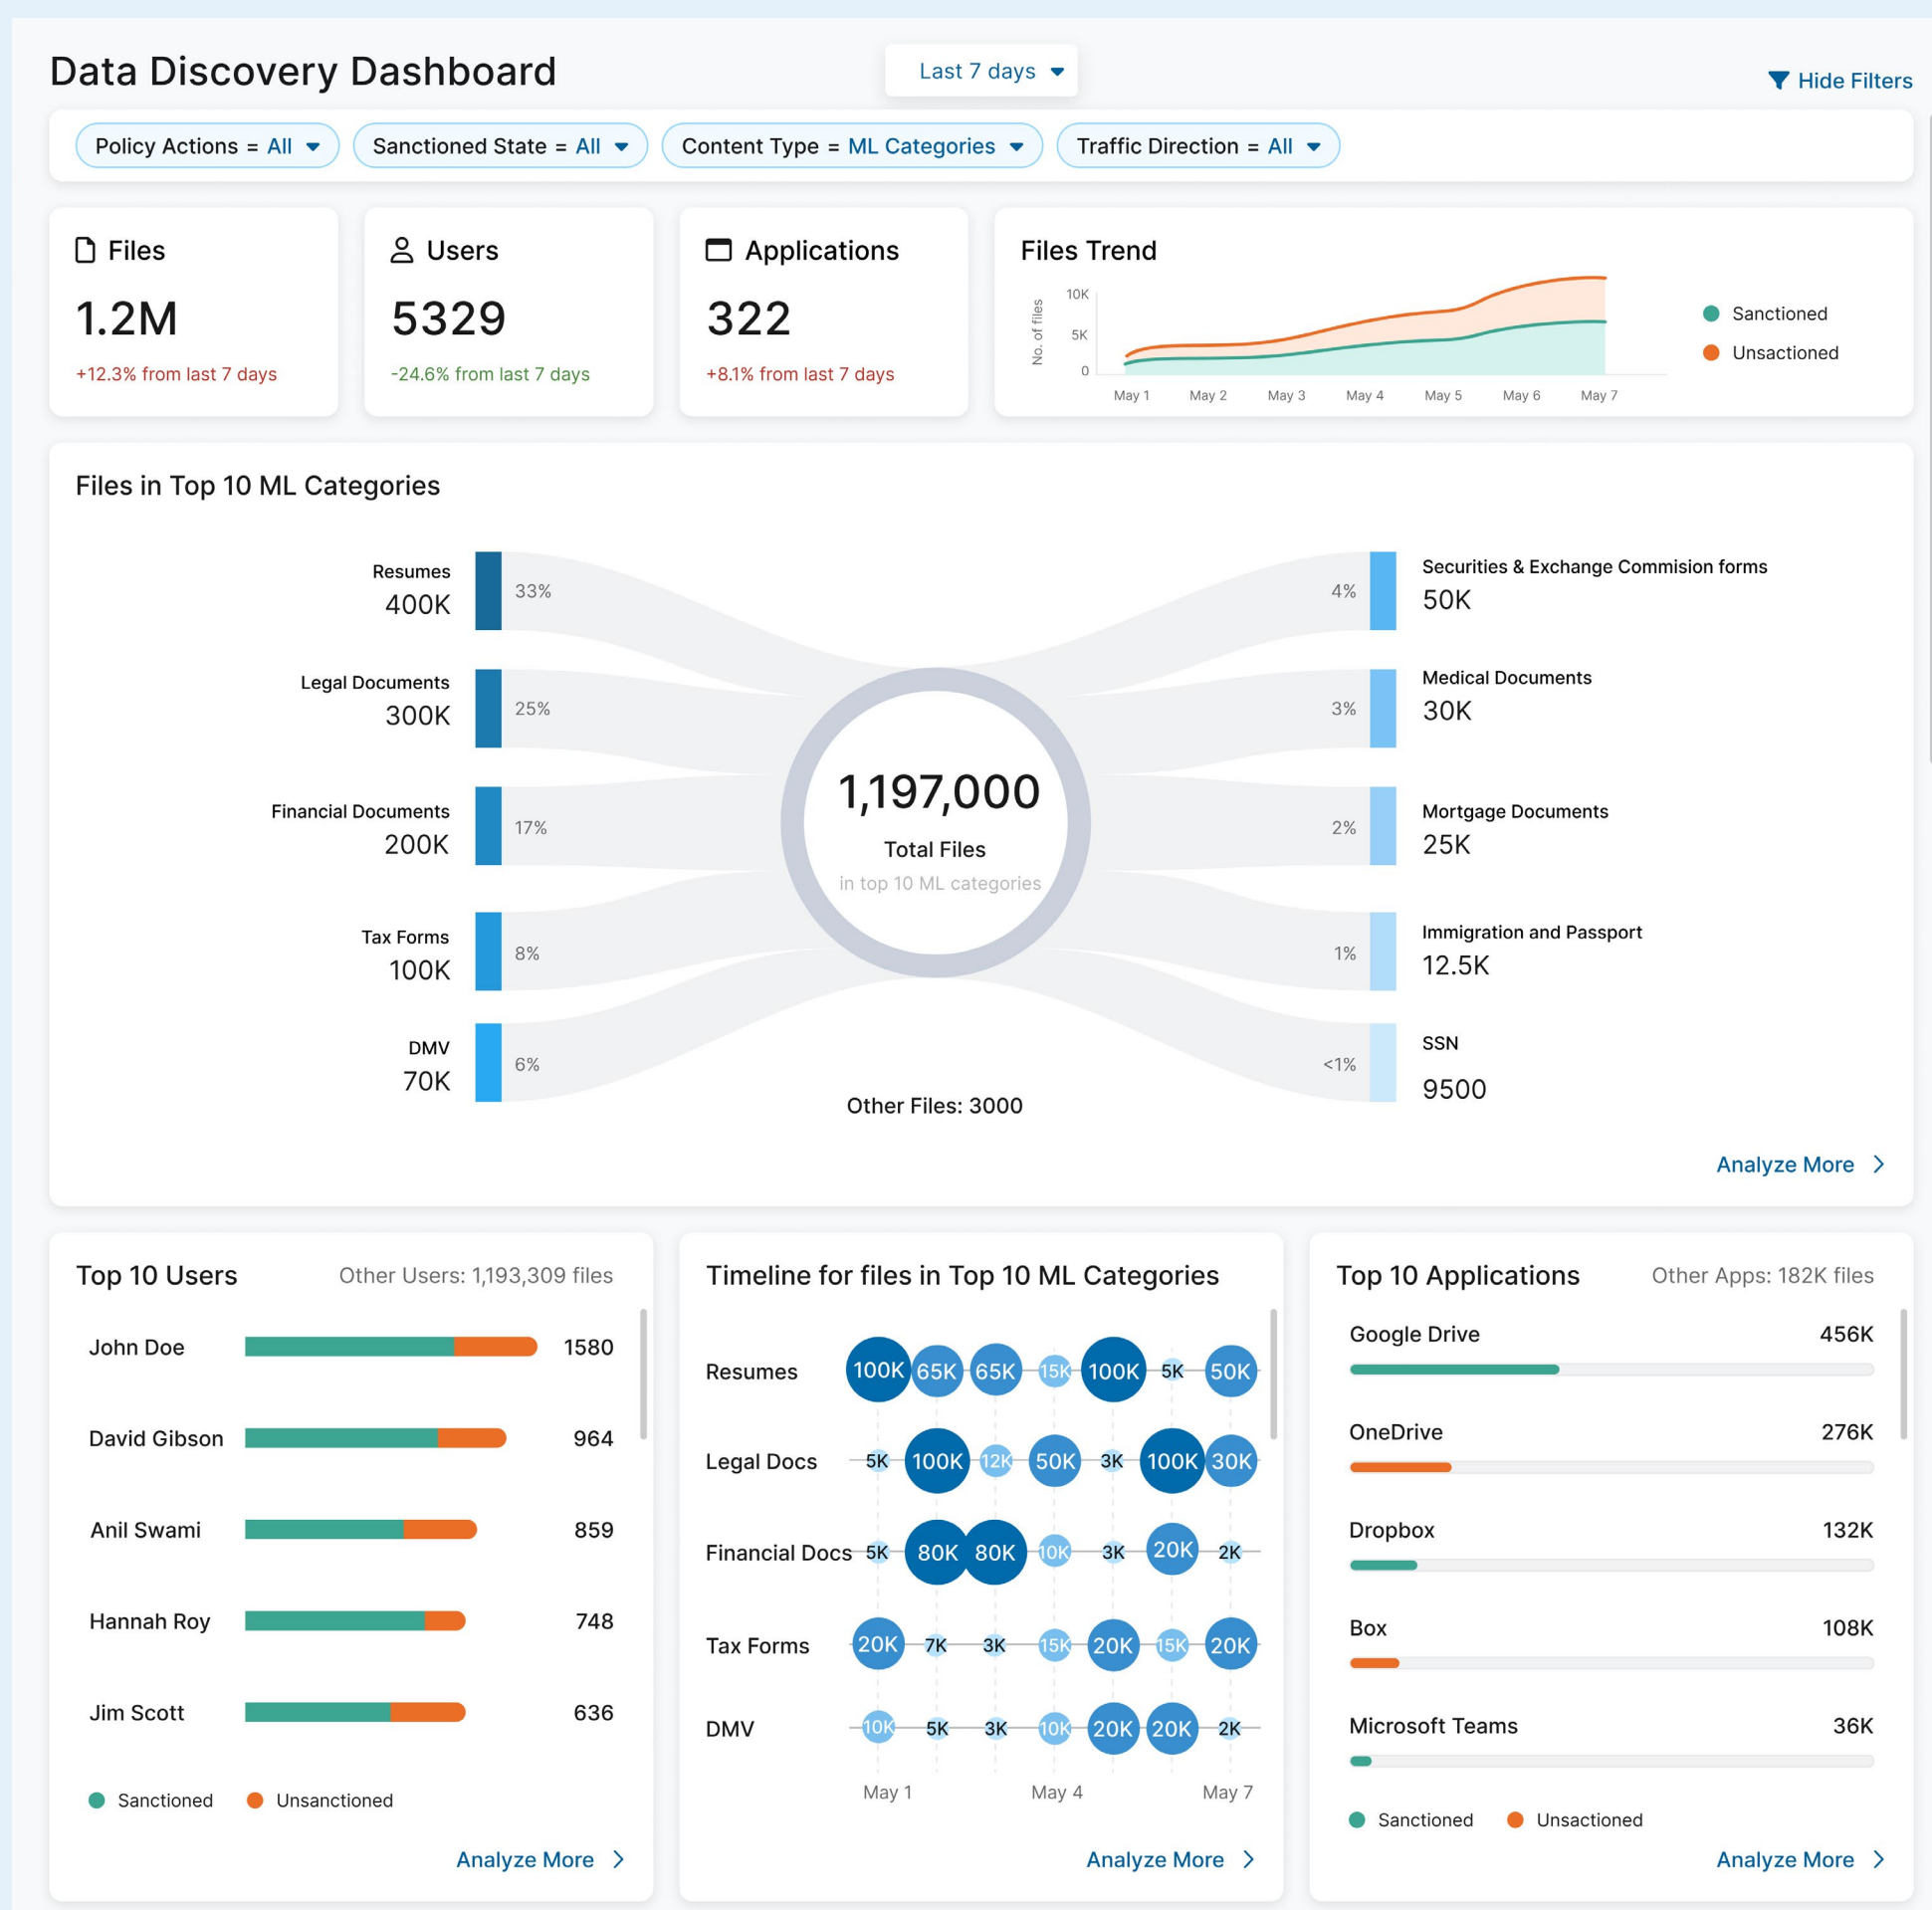 Data Discovery Dashboard
Last 7 days
Hide Filters
Policy Actions = All
Sanctioned State = All
Content Type = ML Categories
Traffic Direction = All
Files
1.2M
+12.3% from last 7 days
Users
5329
-24.6% from last 7 days
Applications
322
+8.1% from last 7 days
Files Trend
No. of files
10K
5K
0
May 1 May 2 May 3 May 4 May 5 May 6 May 7
Sanctioned
Unsactioned
Files in Top 10 ML Categories
Resumes
400K
33%
Legal Documents
300K
25%
Financial Documents
200K
17%
Tax Forms
100K
8%
DMV
70K
6%
1,197,000
Total Files
in top 10 ML categories
Other Files: 3000
4%
Securities & Exchange Commision forms
50K
3%
Medical Documents
30K
2%
Mortgage Documents
25K
1%
Immigration and Passport
12.5K
<1%
SSN
9500
Analyze More
Top 10 Users
Other Users: 1,193,309 files
John Doe 1580
David Gibson 964
Anil Swami 859
Hannah Roy 748
Jim Scott 636
Sanctioned Unsanctioned
Analyze More
Timeline for files in Top 10 ML Categories
Resumes 100K 65K 65K 15K 100K 5K 50K
Legal Docs 5K 100K 12K 50K 3K 100K 30K
Financial Docs 5K 80K 80K 10K 3K 20K 2K
Tax Forms 20K 7K 3K 15K 20K 15K 20K
DMV 10K 5K 3K 10K 20K 20K 2K
May 1 May 4 May 7
Analyze More
Top 10 Applications
Other Apps: 182K files
Google Drive 456K
OneDrive 276K
Dropbox 132K
Box 108K
Microsoft Teams 36K
Sanctioned Unsactioned
Analyze More